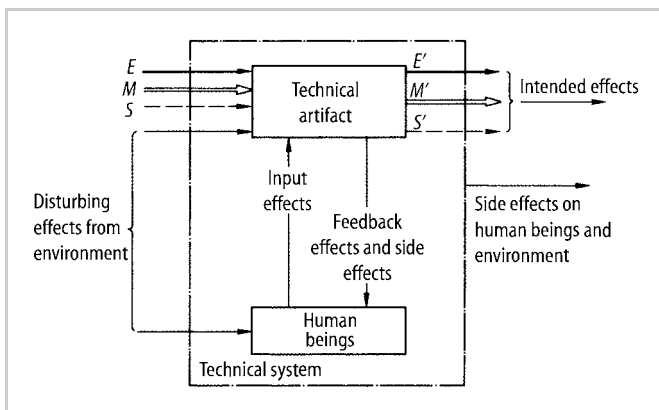 E
M
S
Technical
artifact
E'
M'
S'
Intended effects
Input
effects
Disturbing
effects from
environment
Feedback
effects and side
effects
Side effects on
human beings and
environment
Human
beings
Technical system